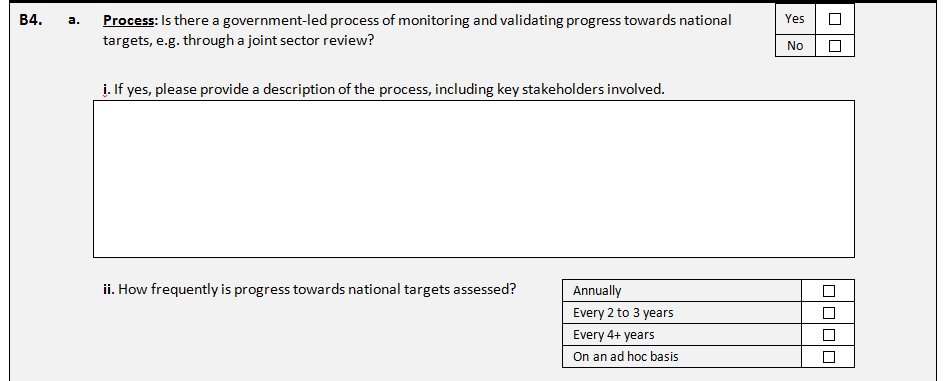 B4. a. Process: Is there a government-led process of monitoring and validating progress towards national
targets, e.g. through a joint sector review?
Yes ☐
No ☐
i. If yes, please provide a description of the process, including key stakeholders involved.
ii. How frequently is progress towards national targets assessed?
Annually ☐
Every 2 to 3 years ☐
Every 4+ years ☐
On an ad hoc basis ☐